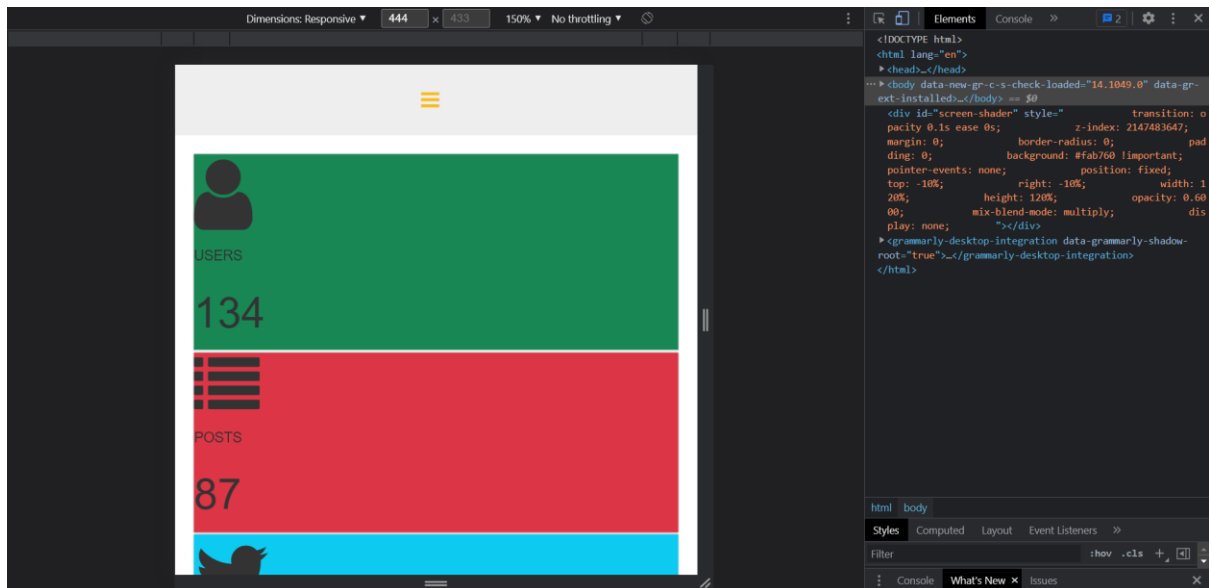 Dimensions: Responsive ▼ 444 × 433 150% ▼ No throttling ▼
Elements Console » 2
<!DOCTYPE html>
<html lang="en">
▶<head>…</head>
…▶<body data-new-gr-c-s-check-loaded="14.1049.0" data-gr-
ext-installed>…</body> == $0
<div id="screen-shader" style=" transition: o
pacity 0.1s ease 0s; z-index: 2147483647;
margin: 0; border-radius: 0; pad
ding: 0; background: #fab760 !important;
pointer-events: none; position: fixed;
top: -10%; right: -10%; width: 1
20%; height: 120%; opacity: 0.60
00; mix-blend-mode: multiply; dis
play: none; "></div>
▶<grammarly-desktop-integration data-grammarly-shadow-
root="true">…</grammarly-desktop-integration>
</html>
USERS
134
POSTS
87
html body
Styles Computed Layout Event Listeners »
Filter :hov .cls +
Console What's New × Issues